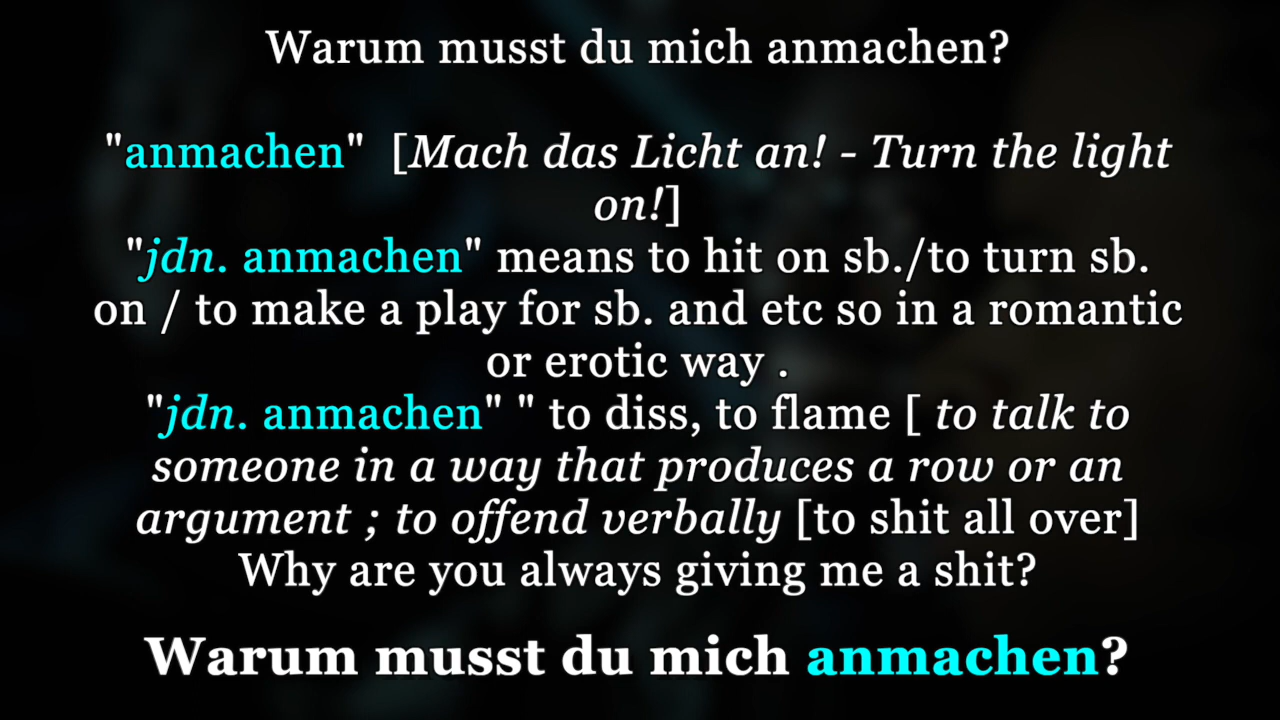 Warum musst du mich anmachen?
"anmachen"  [Mach das Licht an! - Turn the light
on!]
"jdn. anmachen" means to hit on sb./to turn sb.
on / to make a play for sb. and etc so in a romantic
or erotic way .
"jdn. anmachen" " to diss, to flame [ to talk to
someone in a way that produces a row or an
argument ; to offend verbally [to shit all over]
Why are you always giving me a shit?
Warum musst du mich anmachen?